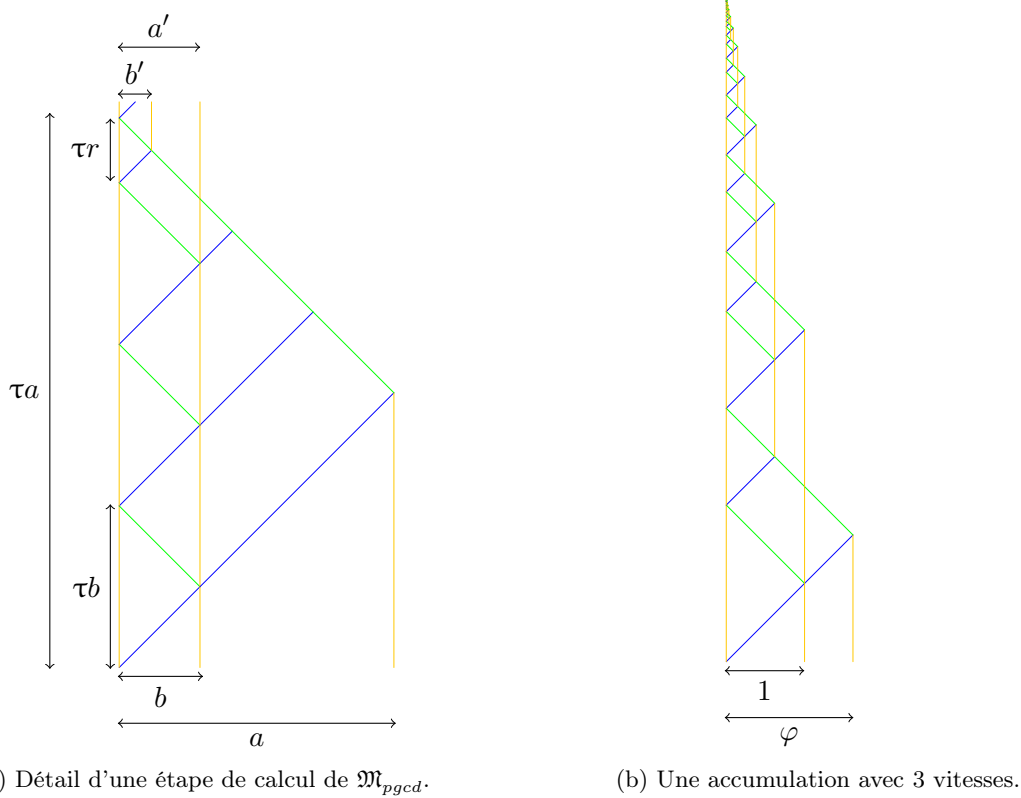 a′
b′
τr
τa
τb
b
a
1
φ
) Détail d'une étape de calcul de 𝔐pgcd.
(b) Une accumulation avec 3 vitesses.